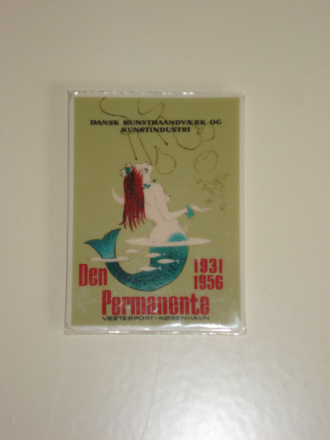 DANSK KUNSTHAANDVÆRK OG
KUNSTINDUSTRI
Den 1931
1956
Permanente
VESTERPORT · KØBENHAVN